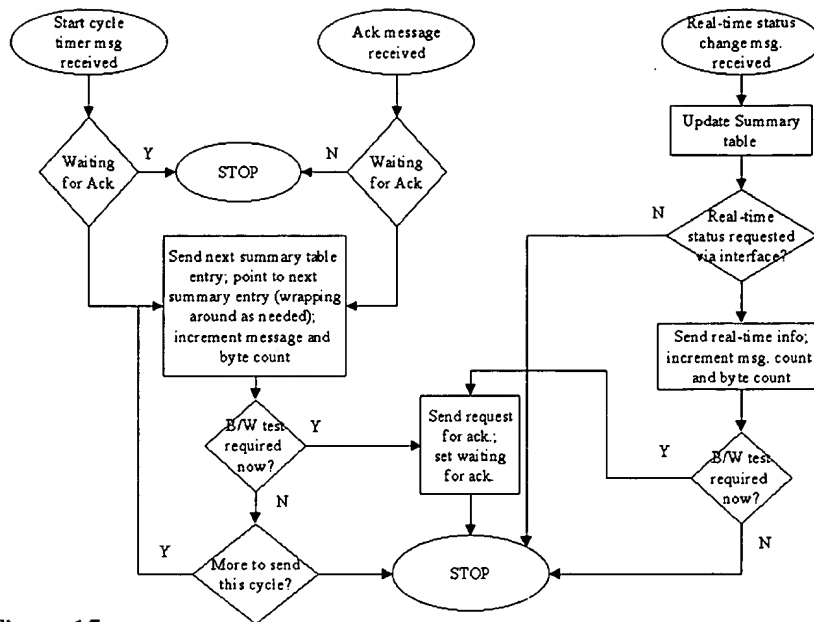 Start cycle
timer msg
received
Ack message
received
Real-time status
change msg.
received
Waiting
for Ack
Y
STOP
N
Waiting
for Ack
Update Summary
table
N
Real-time
status requested
via interface?
Send next summary table
entry; point to next
summary entry (wrapping
around as needed);
increment message and
byte count
Send real-time info;
increment msg. count
and byte count
B/W test
required
now?
Y
Send request
for ack.;
set waiting
for ack.
Y
B/W test
required
now?
N
N
Y
More to send
this cycle?
STOP